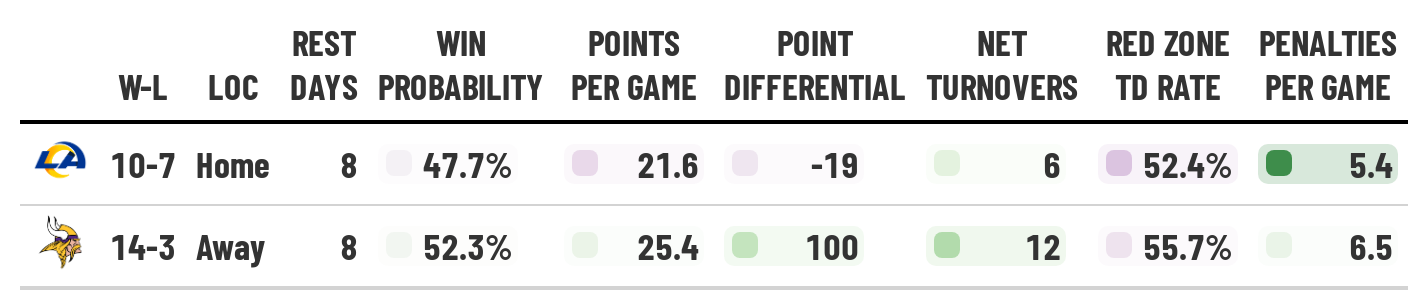 W-L LOC REST DAYS WIN PROBABILITY POINTS PER GAME POINT DIFFERENTIAL NET TURNOVERS RED ZONE TD RATE PENALTIES PER GAME
LA 10-7 Home 8 47.7% 21.6 -19 6 52.4% 5.4
14-3 Away 8 52.3% 25.4 100 12 55.7% 6.5